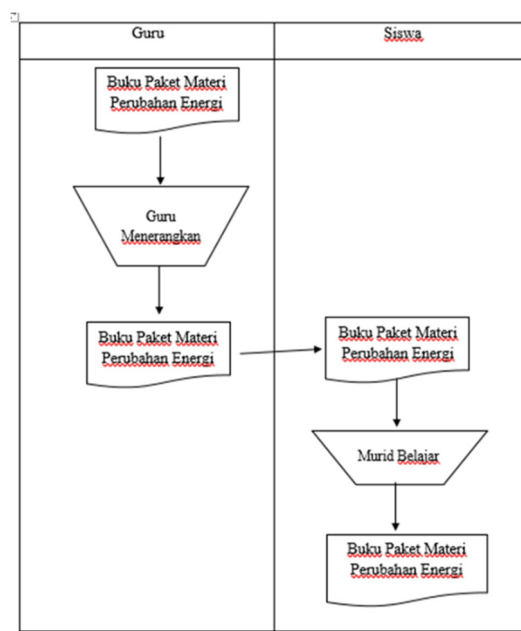 Guru
Siswa
Buku Paket Materi
Perubahan Energi
Guru
Menerangkan
Buku Paket Materi
Perubahan Energi
Buku Paket Materi
Perubahan Energi
Murid Belajar
Buku Paket Materi
Perubahan Energi